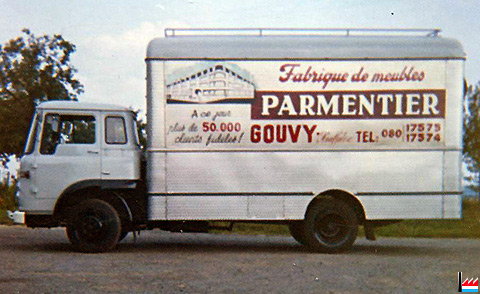 Fabrique de meubles
PARMENTIER
A ce jour
plus de 50.000
clients fidèles!
GOUVY
TEL. 080
17575
17574